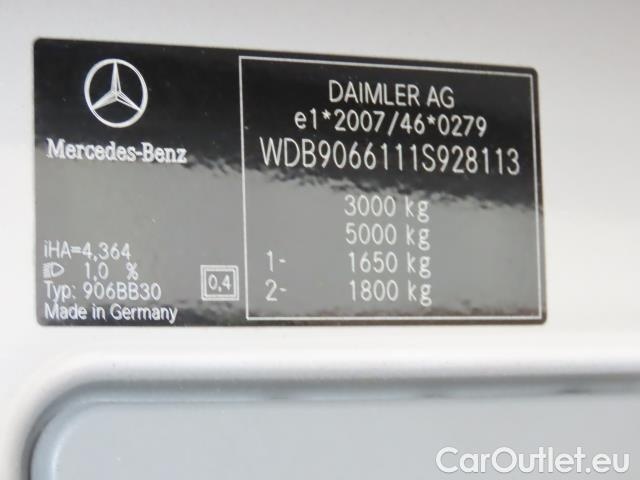 Mercedes-Benz
DAIMLER AG
e1*2007/46*0279
WDB9066111S928113
3000 kg
5000 kg
1- 1650 kg
2- 1800 kg
iHA=4,364
1,0 %
Typ: 906BB30
0,4
Made in Germany
CarOutlet.eu